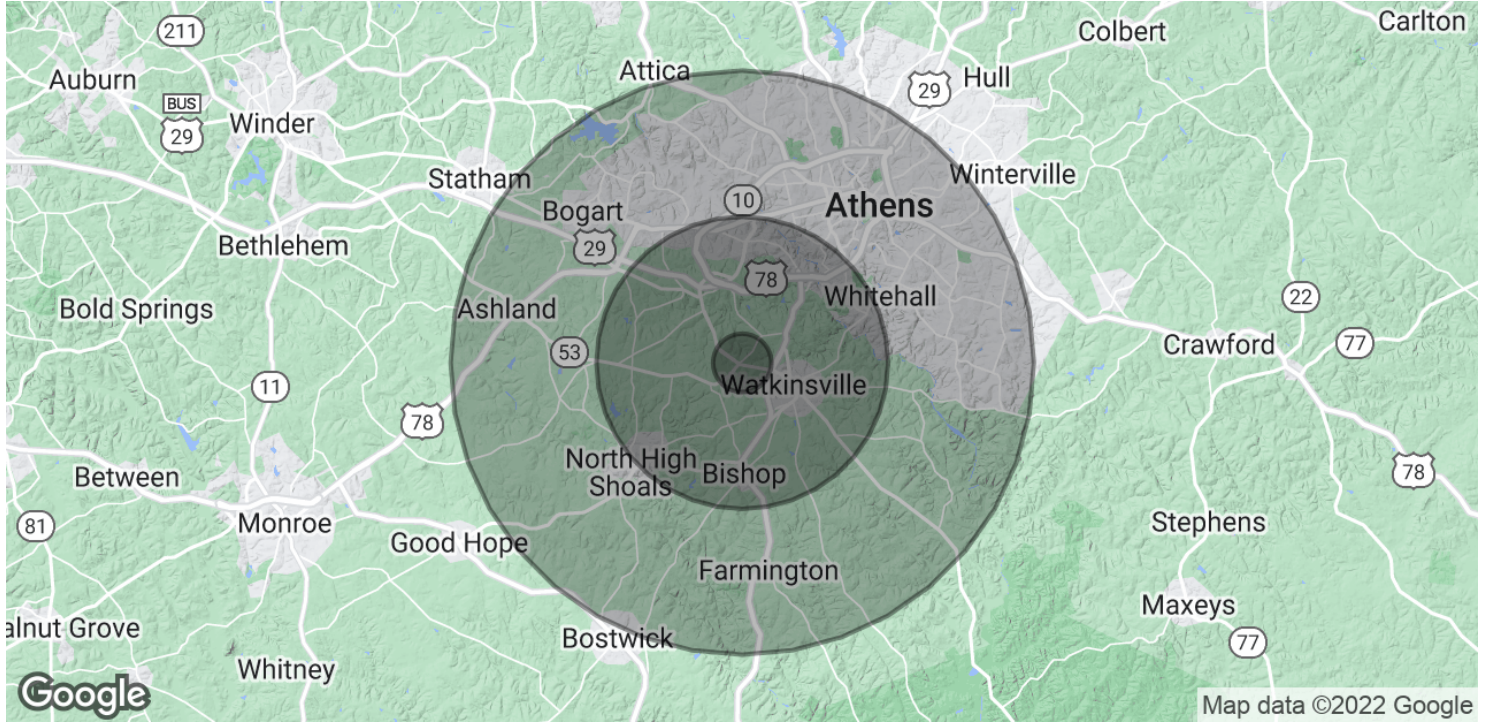 211
Carlton
Colbert
Auburn
Attica
Hull
BUS
29
29
Winder
Statham
Winterville
10
Athens
Bogart
29
Bethlehem
78
Whitehall
22
Bold Springs
Ashland
53
Crawford
77
11
Watkinsville
78
North High
Shoals
Bishop
78
Between
81
Monroe
Good Hope
Stephens
Farmington
Maxeys
alnut Grove
Bostwick
77
Whitney
Google
Map data ©2022 Google